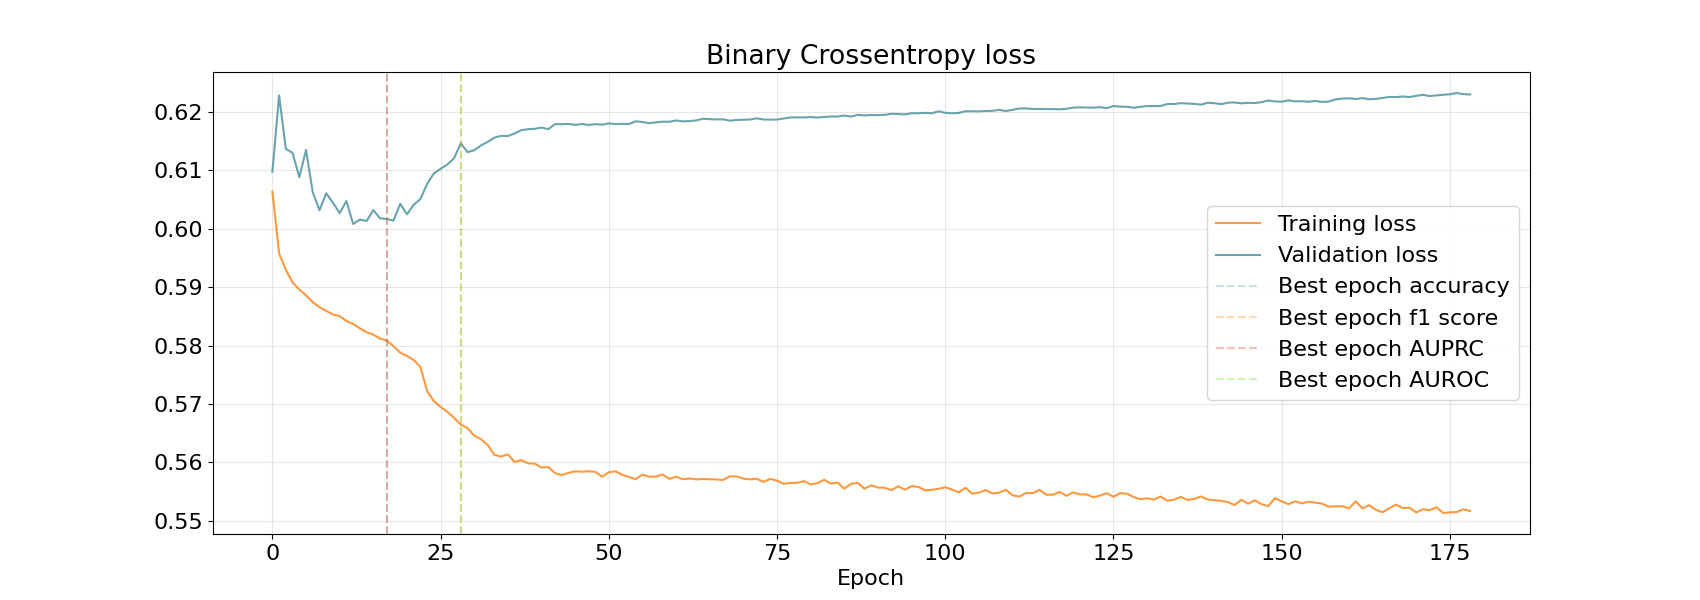 Binary Crossentropy loss
0.62
0.61
0.60
0.59
0.58
0.57
0.56
0.55
Training loss
Validation loss
Best epoch accuracy
Best epoch f1 score
Best epoch AUPRC
Best epoch AUROC
0 25 50 75 100 125 150 175
Epoch